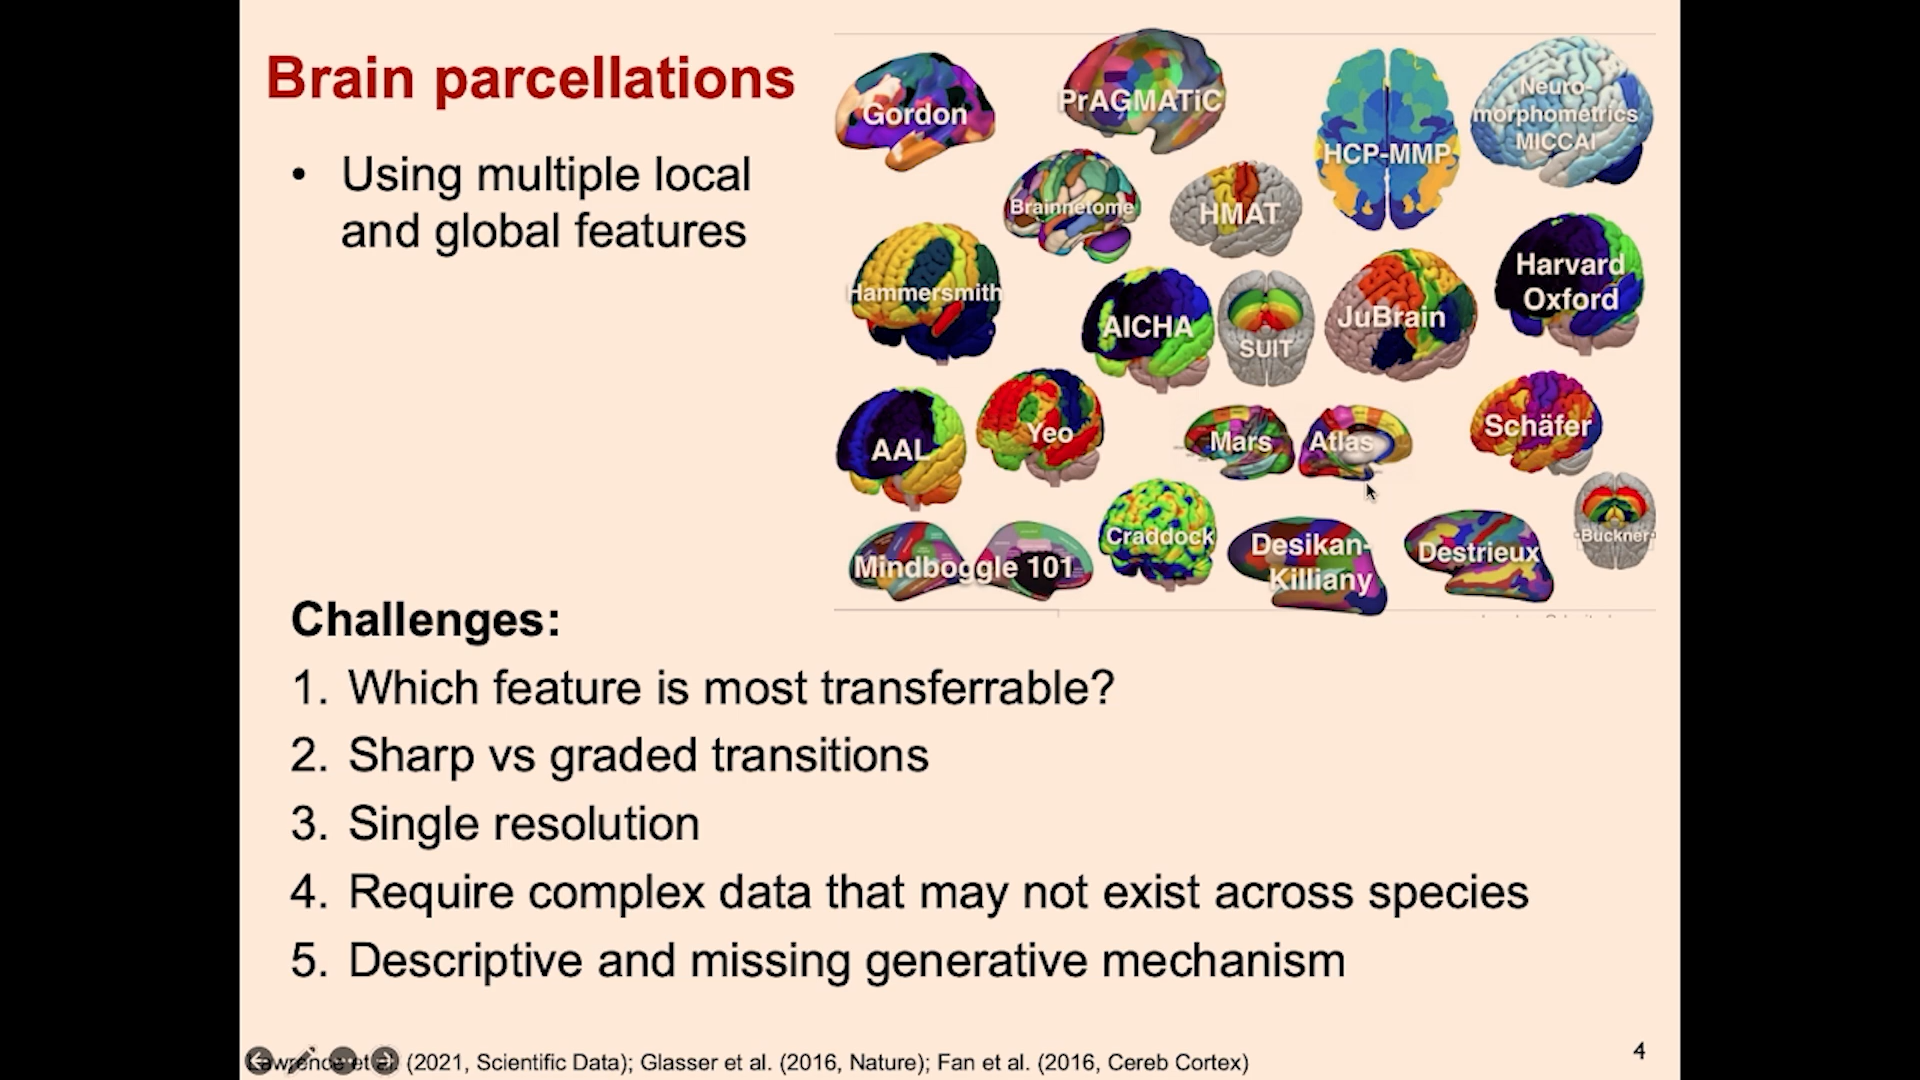 Brain parcellations
• Using multiple local
and global features
Gordon
PrAGMATiC
HCP-MMP
Neuro-
morphometrics
MICCAI
Brainnetome
HMAT
Hammersmith
AICHA
SUIT
JuBrain
Harvard
Oxford
AAL
Yeo
Mars Atlas
Schäfer
Mindboggle 101
Craddock
Desikan-
Killiany
Destrieux
Buckner
Challenges:
1. Which feature is most transferrable?
2. Sharp vs graded transitions
3. Single resolution
4. Require complex data that may not exist across species
5. Descriptive and missing generative mechanism
Lawrence et al. (2021, Scientific Data); Glasser et al. (2016, Nature); Fan et al. (2016, Cereb Cortex)
4